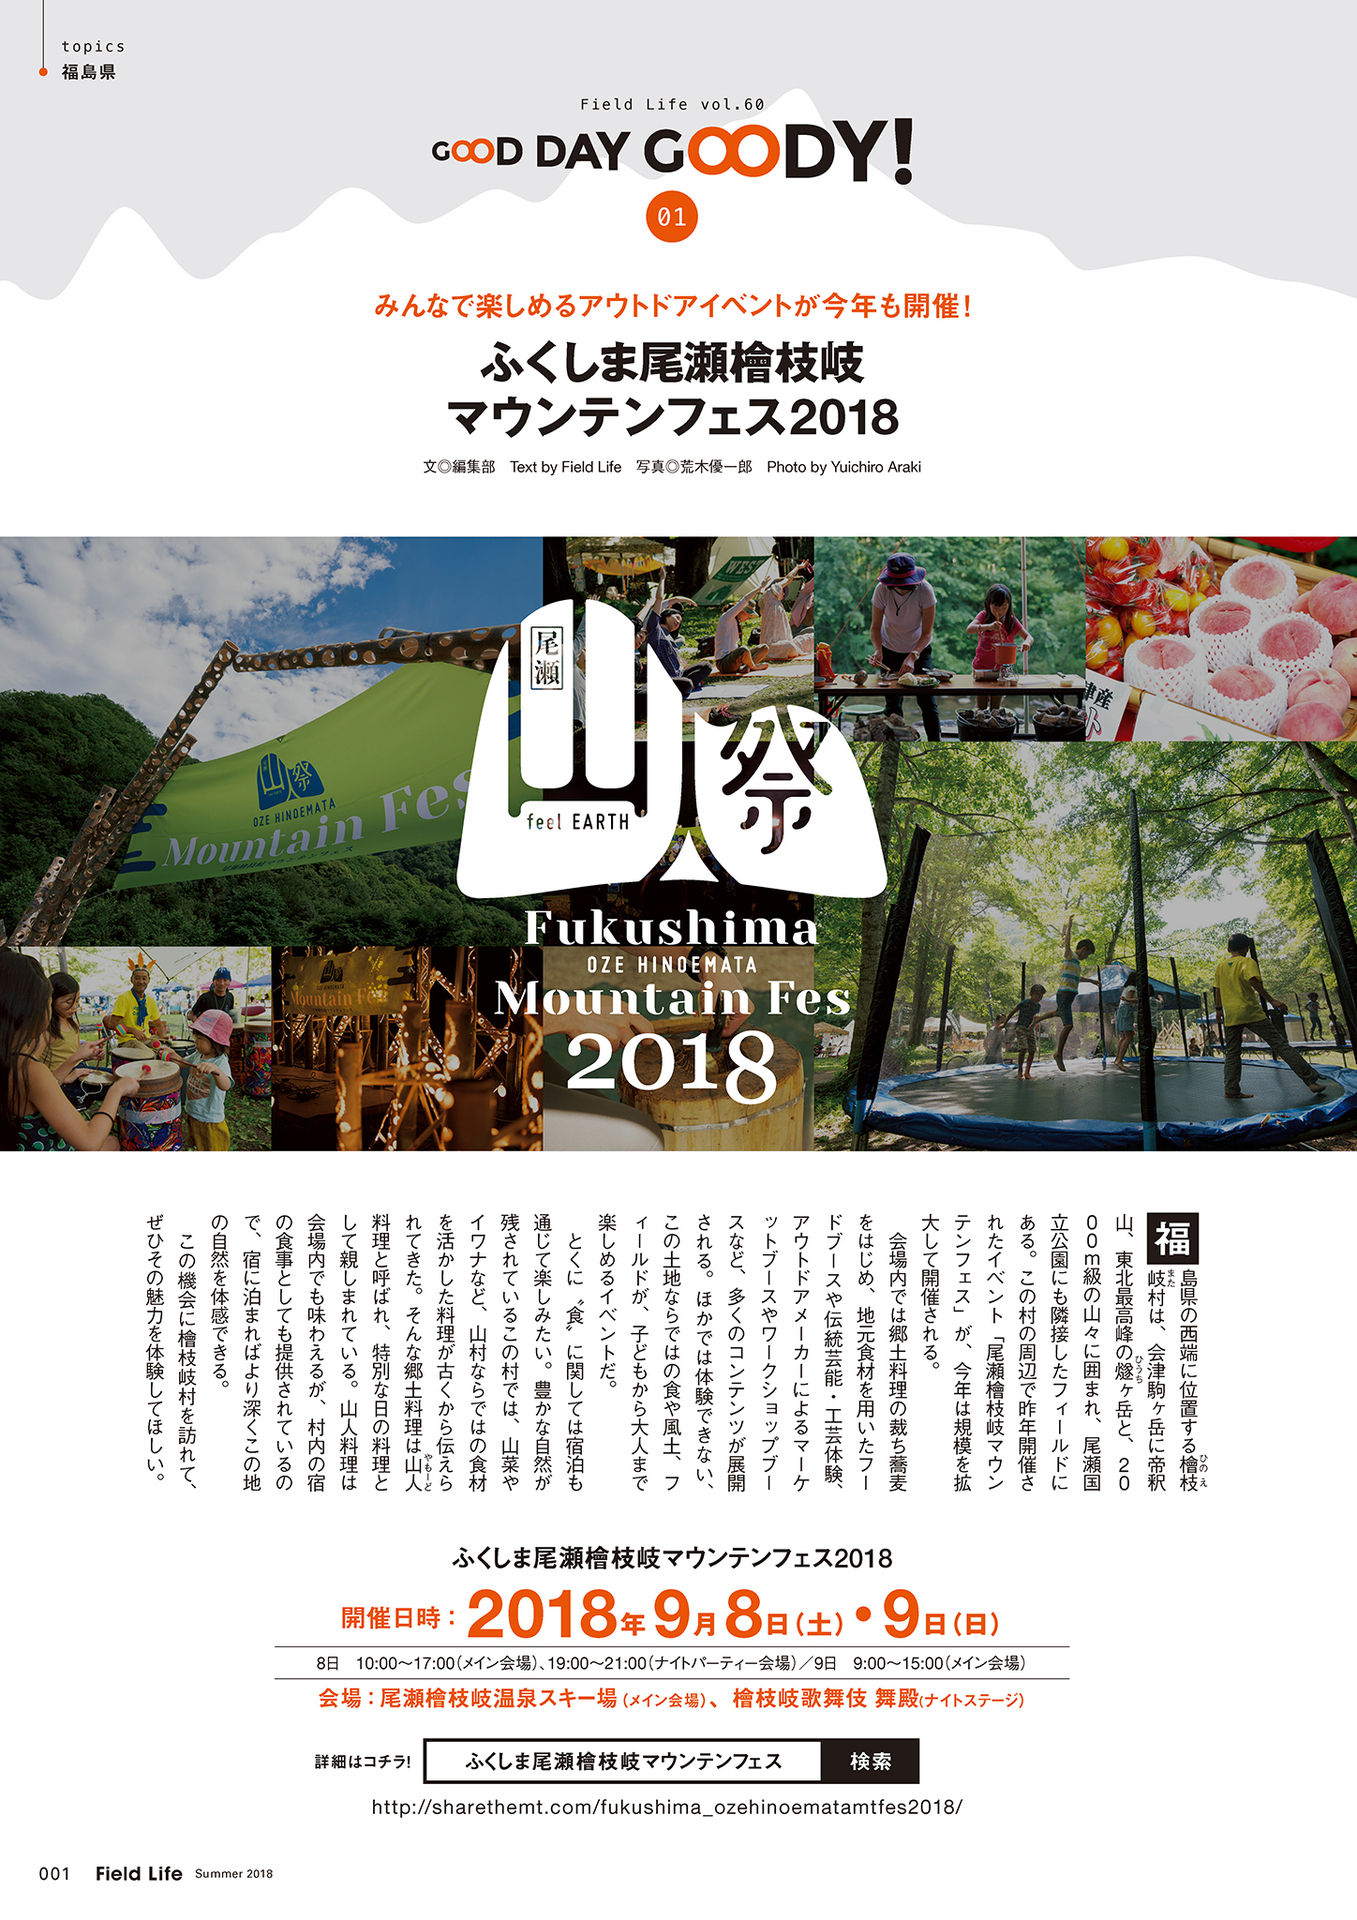 topics
福島県
Field Life vol.60
GOOD DAY GOODY!
01
みんなで楽しめるアウトドアイベントが今年も開催！
ふくしま尾瀬檜枝岐
マウンテンフェス2018
文◎編集部　Text by Field Life　写真◎荒木優一郎　Photo by Yuichiro Araki
WEST
津産
OZE HINOEMATA
Mountain Fes
尾瀬
山人祭
feel EARTH
Fukushima
OZE HINOEMATA
Mountain Fes
2018
OZE HINOEMATA
Mountain Fes
福島県の西端に位置する檜枝
ひのえ
岐村は、会津駒ヶ岳に帝釈
また
山、東北最高峰の燧ヶ岳と、20
ひうち
00m級の山々に囲まれ、尾瀬国
立公園にも隣接したフィールドに
ある。この村の周辺で昨年開催さ
れたイベント「尾瀬檜枝岐マウン
テンフェス」が、今年は規模を拡
大して開催される。
会場内では郷土料理の裁ち蕎麦
をはじめ、地元食材を用いたフー
ドブースや伝統芸能・工芸体験、
アウトドアメーカーによるマーケ
ットブースやワークショップブー
スなど、多くのコンテンツが展開
される。ほかでは体験できない、
この土地ならではの食や風土、フ
ィールドが、子どもから大人まで
楽しめるイベントだ。
とくに〝食〟に関しては宿泊も
通じて楽しみたい。豊かな自然が
残されているこの村では、山菜や
イワナなど、山村ならではの食材
を活かした料理が古くから伝えら
れてきた。そんな郷土料理は山人
やもーど
料理と呼ばれ、特別な日の料理と
して親しまれている。山人料理は
会場内でも味わえるが、村内の宿
の食事としても提供されているの
で、宿に泊まればより深くこの地
の自然を体感できる。
この機会に檜枝岐村を訪れて、
ぜひその魅力を体験してほしい。
ふくしま尾瀬檜枝岐マウンテンフェス2018
開催日時：2018年9月8日（土）・9日（日）
8日　10:00〜17:00（メイン会場）、19:00〜21:00（ナイトパーティー会場）／9日　9:00〜15:00（メイン会場）
会場：尾瀬檜枝岐温泉スキー場（メイン会場）、檜枝岐歌舞伎 舞殿（ナイトステージ）
詳細はコチラ！ ふくしま尾瀬檜枝岐マウンテンフェス 検索
http://sharethemt.com/fukushima_ozehinoematamtfes2018/
001 Field Life Summer 2018